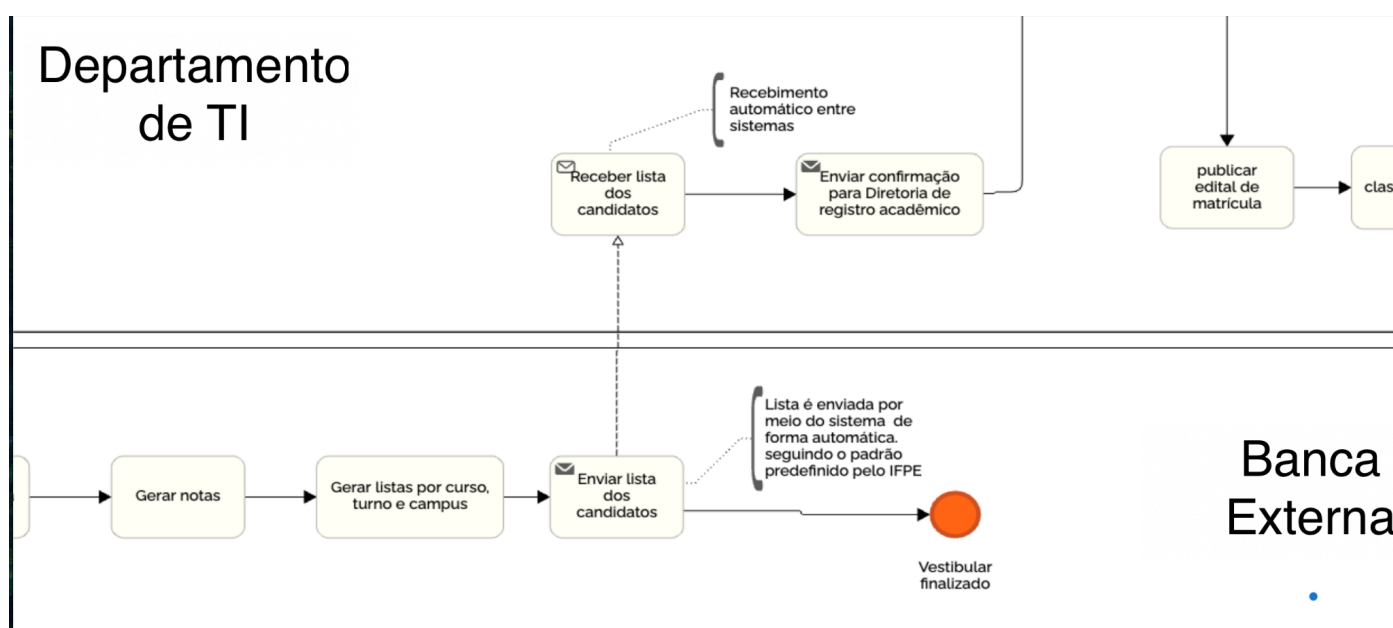 Departamento
de TI
Recebimento
automático entre
sistemas
Receber lista
dos
candidatos
Enviar confirmação
para Diretoria de
registro acadêmico
publicar
edital de
matrícula
clas
Lista é enviada por
meio do sistema de
forma automática.
seguindo o padrão
predefinido pelo IFPE
Gerar notas
Gerar listas por curso,
turno e campus
Enviar lista
dos
candidatos
Vestibular
finalizado
Banca
Externa